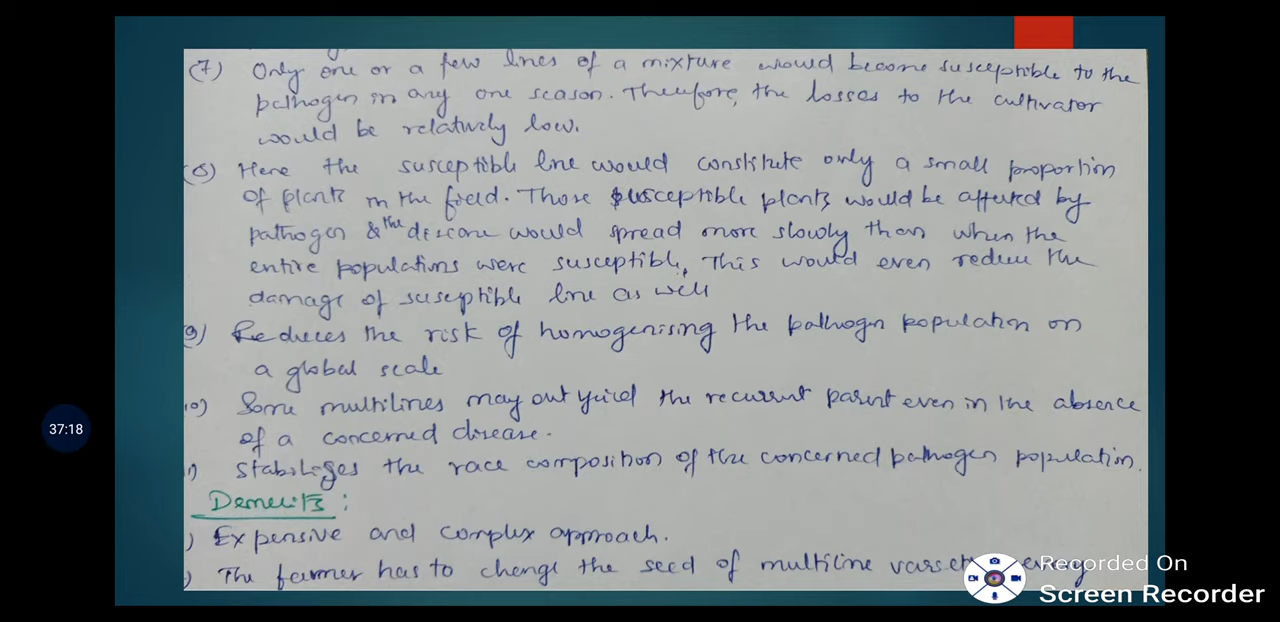 (7) Only one or a few lines of a mixture would become susceptible to the
pathogen in any one season. Therefore, the losses to the cultivator
would be relatively low.
(8) Here the susceptible line would constitute only a small proportion
of plants in the field. Those susceptible plants would be affected by
pathogen & the disease would spread more slowly than when the
entire populations were susceptible. This would even reduce the
damage of suseptible line as well
9) Reduces the risk of homogenising the pathogen population on
a global scale
10) Some multilines may out yield the recurrent parent even in the absence
of a concerned disease.
1) Stabileges the race composition of the concerned pathogen population.
Demerits :
) Expensive and complex approach.
) The farmer has to change the seed of multiline every
37:18
Recorded On
Screen Recorder